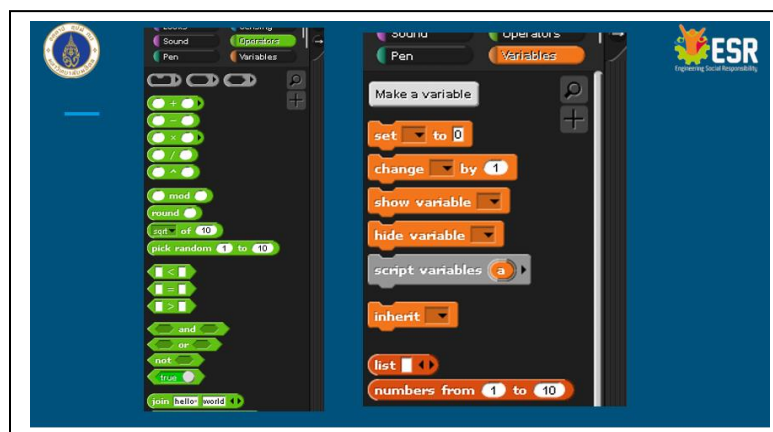 Sound
Operators
Pen
Variables
+
−
×
/
^
mod
round
sqrt of 10
pick random 1 to 10
<
=
>
and
or
not
true
join hello world
Sound
Operators
Pen
Variables
Make a variable
set to 0
change by 1
show variable
hide variable
script variables a
inherit
list
numbers from 1 to 10
ESR
Engineering Social Responsibility